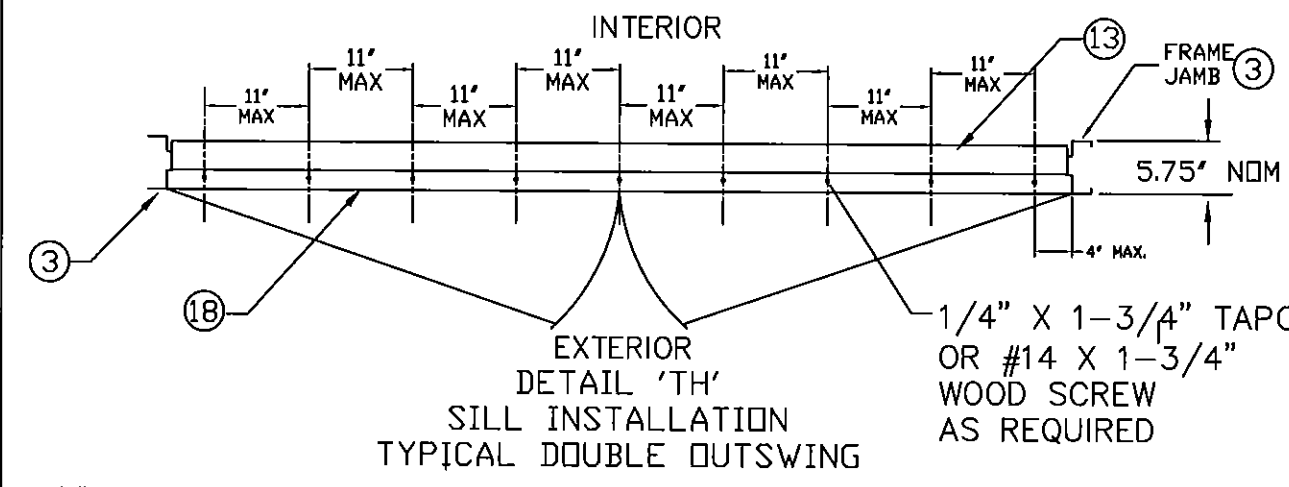 INTERIOR
11" MAX
11" MAX
11" MAX
11" MAX
11" MAX
11" MAX
11" MAX
11" MAX
13
FRAME
JAMB 3
5.75" NOM
4" MAX.
3
18
1/4" X 1-3/4" TAPC
OR #14 X 1-3/4"
WOOD SCREW
AS REQUIRED
EXTERIOR
DETAIL 'TH'
SILL INSTALLATION
TYPICAL DOUBLE OUTSWING